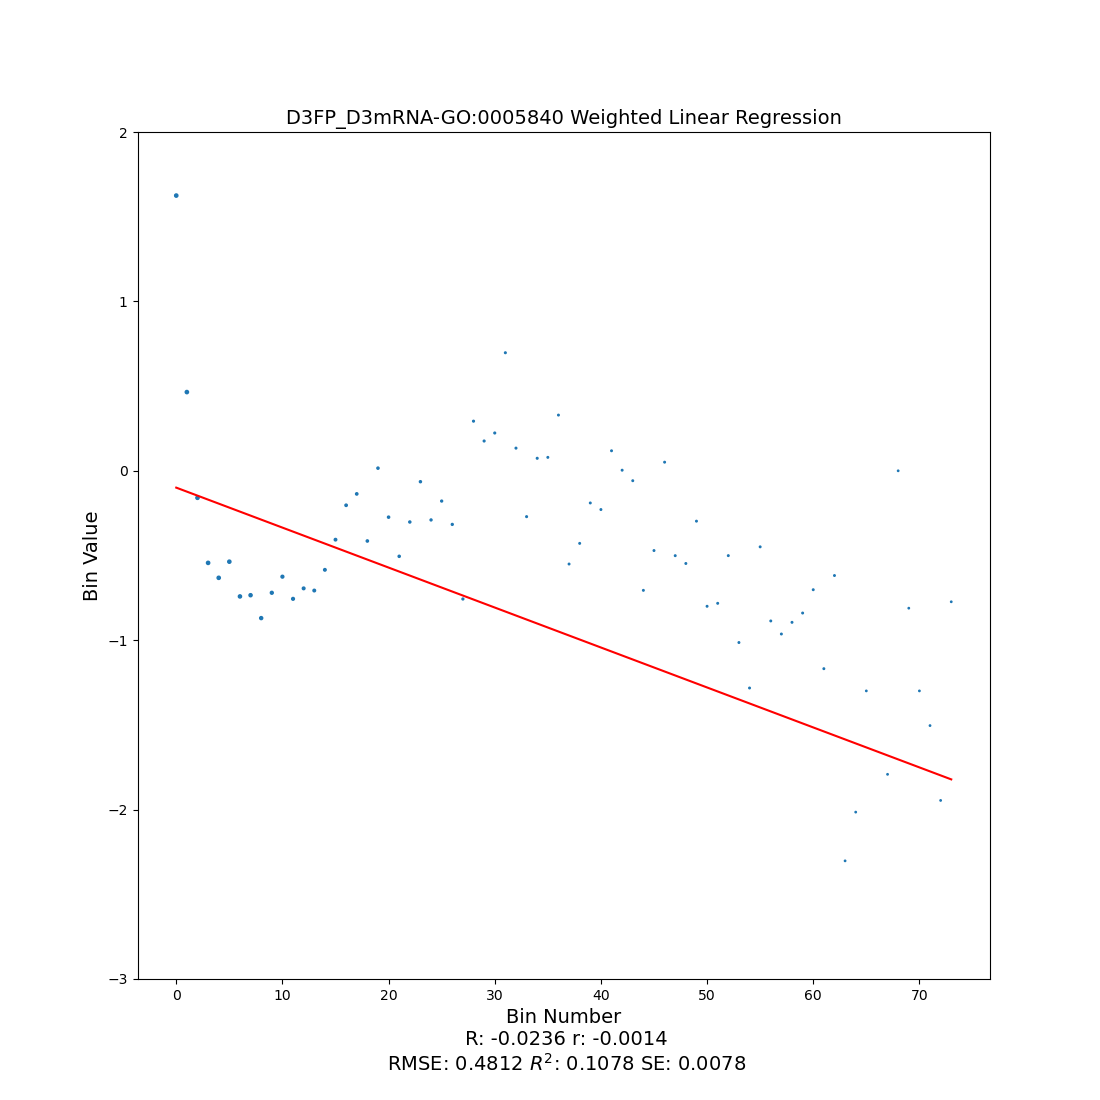 D3FP_D3mRNA-GO:0005840 Weighted Linear Regression
2
1
0
−1
−2
−3
Bin Value
0 10 20 30 40 50 60 70
Bin Number
R: -0.0236 r: -0.0014
RMSE: 0.4812 R²: 0.1078 SE: 0.0078